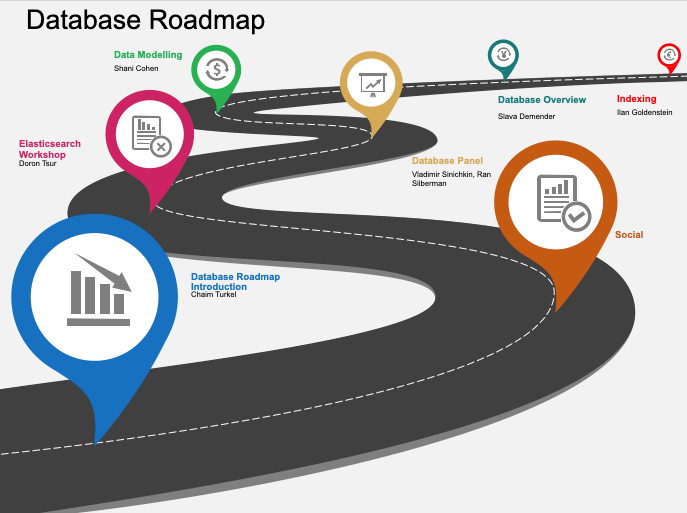 Database Roadmap
Data Modelling
Shani Cohen
Database Overview
Slava Demender
Indexing
Ilan Goldenstein
Elasticsearch
Workshop
Doron Tsur
Database Panel
Vladimir Sinichkin, Ran
Silberman
Social
Database Roadmap
Introduction
Chaim Turkel